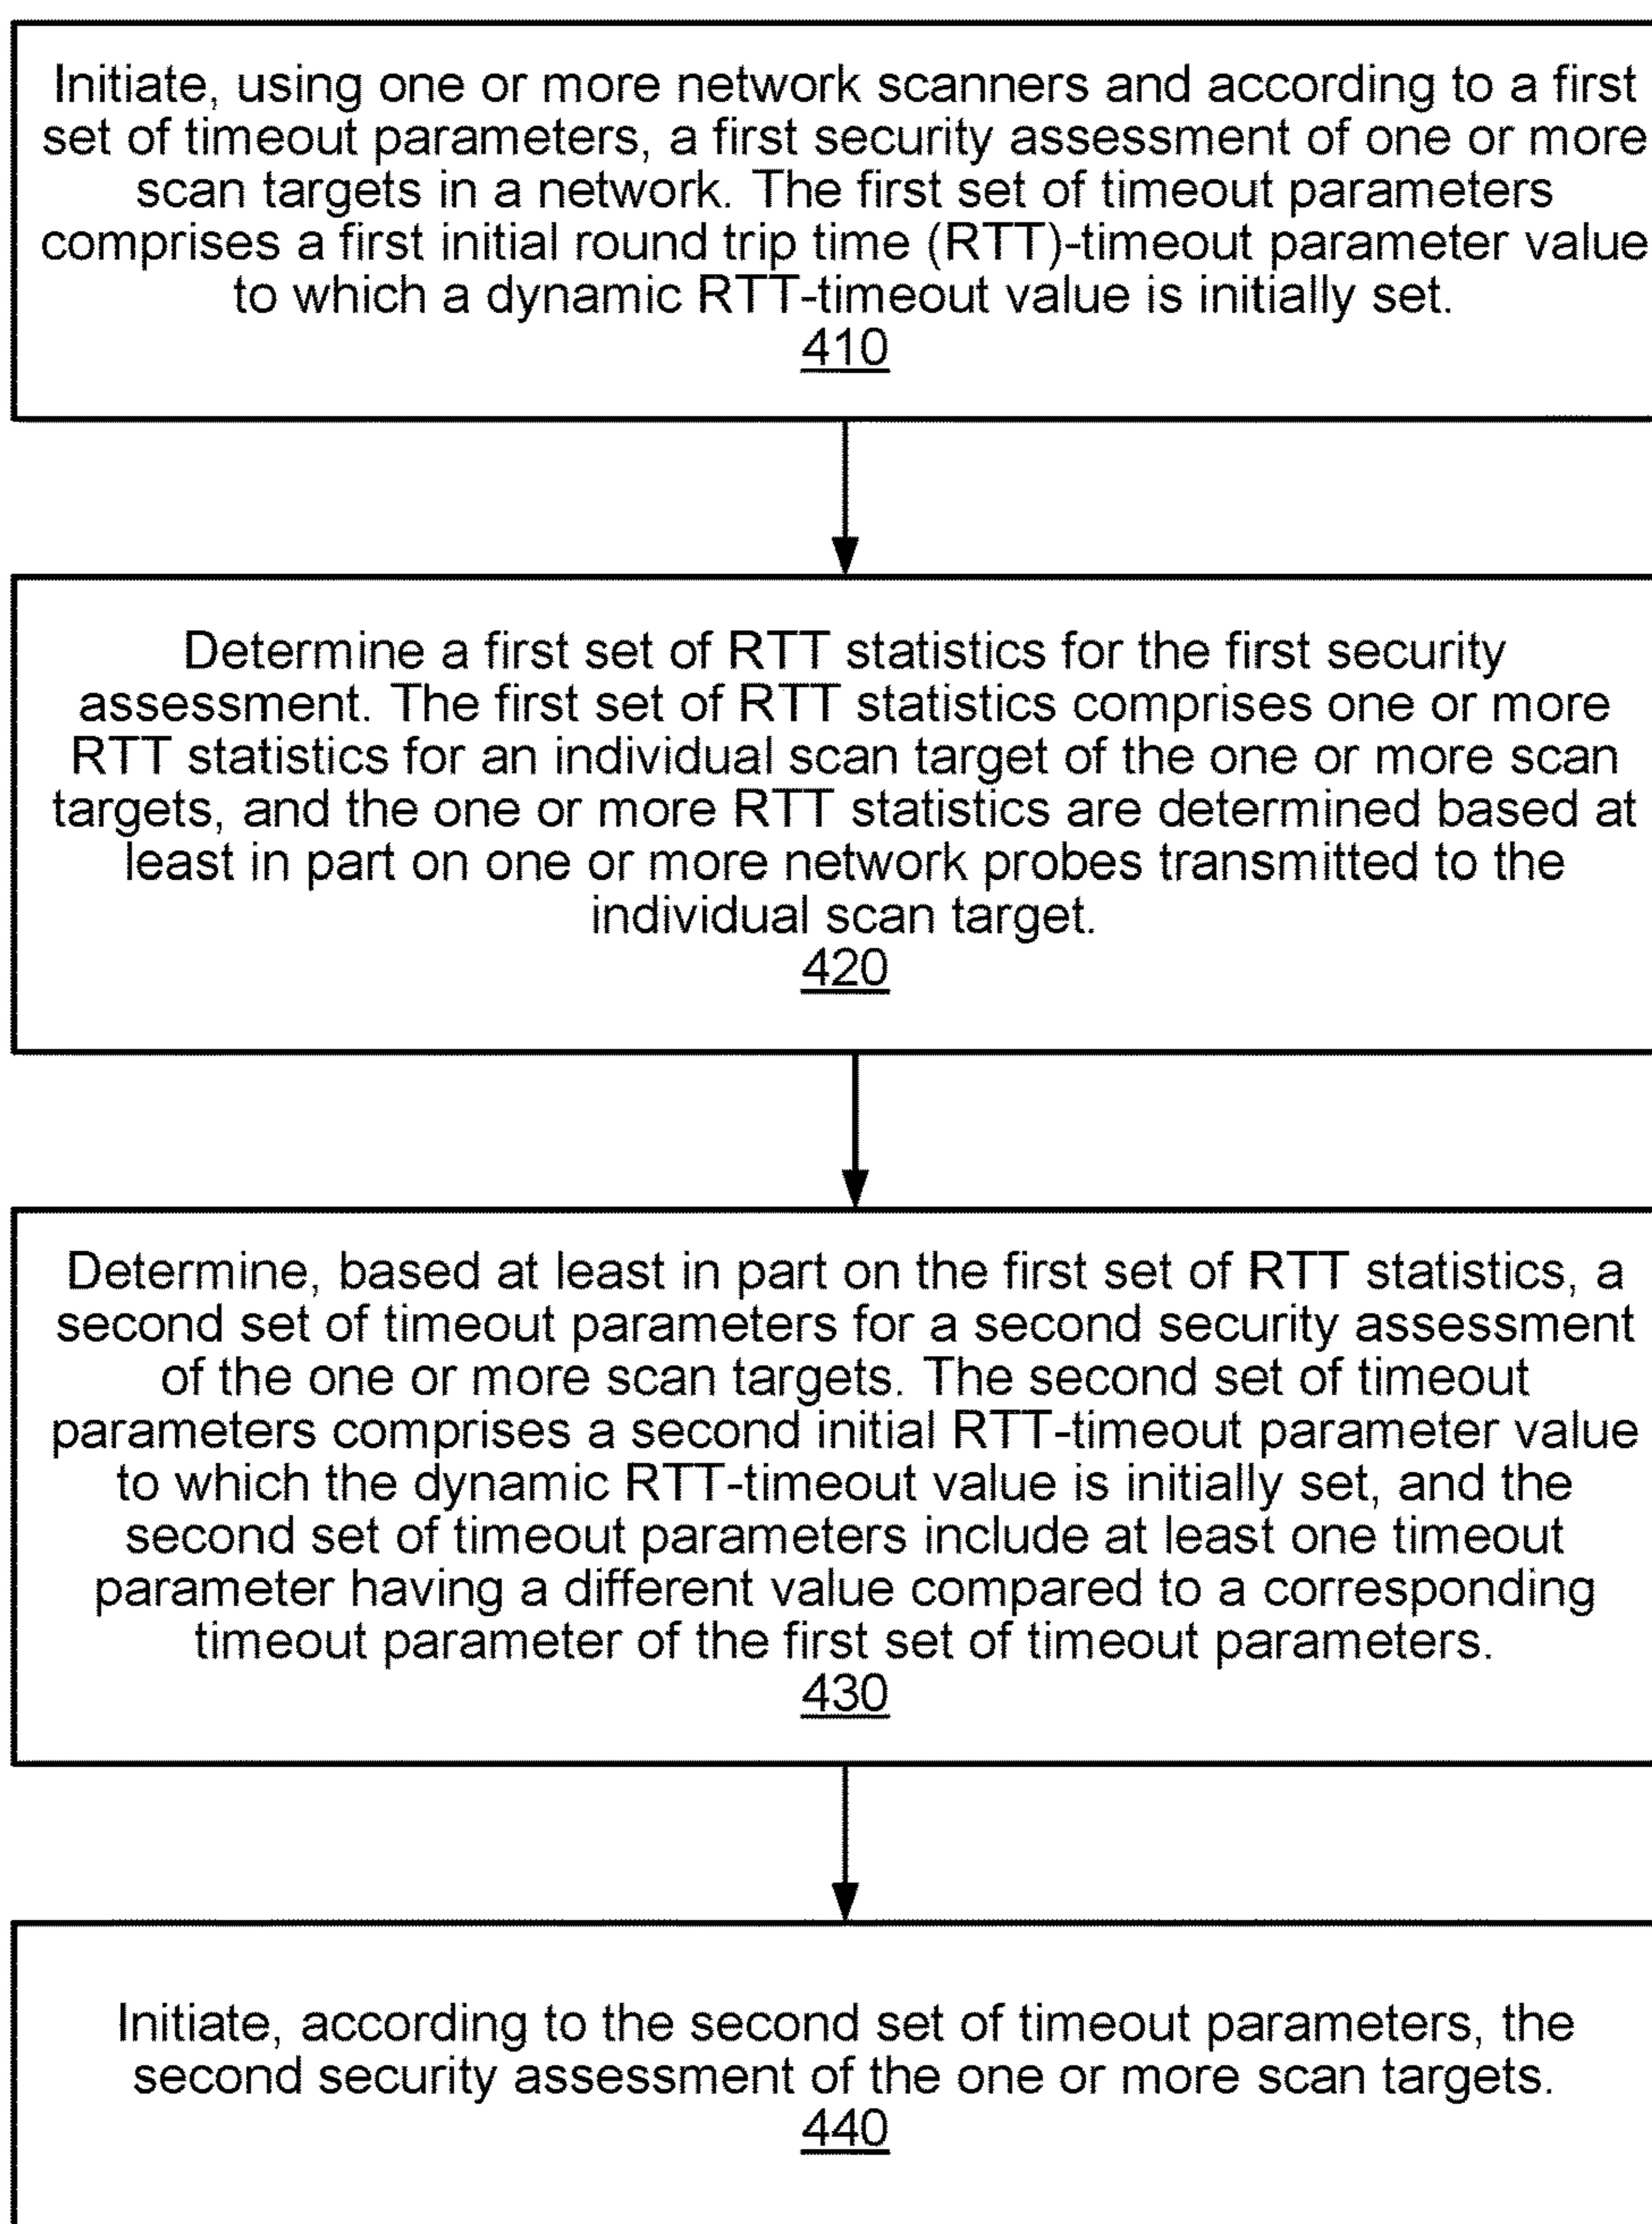 Initiate, using one or more network scanners and according to a first
set of timeout parameters, a first security assessment of one or more
scan targets in a network. The first set of timeout parameters
comprises a first initial round trip time (RTT)-timeout parameter value
to which a dynamic RTT-timeout value is initially set.
410
Determine a first set of RTT statistics for the first security
assessment. The first set of RTT statistics comprises one or more
RTT statistics for an individual scan target of the one or more scan
targets, and the one or more RTT statistics are determined based at
least in part on one or more network probes transmitted to the
individual scan target.
420
Determine, based at least in part on the first set of RTT statistics, a
second set of timeout parameters for a second security assessment
of the one or more scan targets. The second set of timeout
parameters comprises a second initial RTT-timeout parameter value
to which the dynamic RTT-timeout value is initially set, and the
second set of timeout parameters include at least one timeout
parameter having a different value compared to a corresponding
timeout parameter of the first set of timeout parameters.
430
Initiate, according to the second set of timeout parameters, the
second security assessment of the one or more scan targets.
440